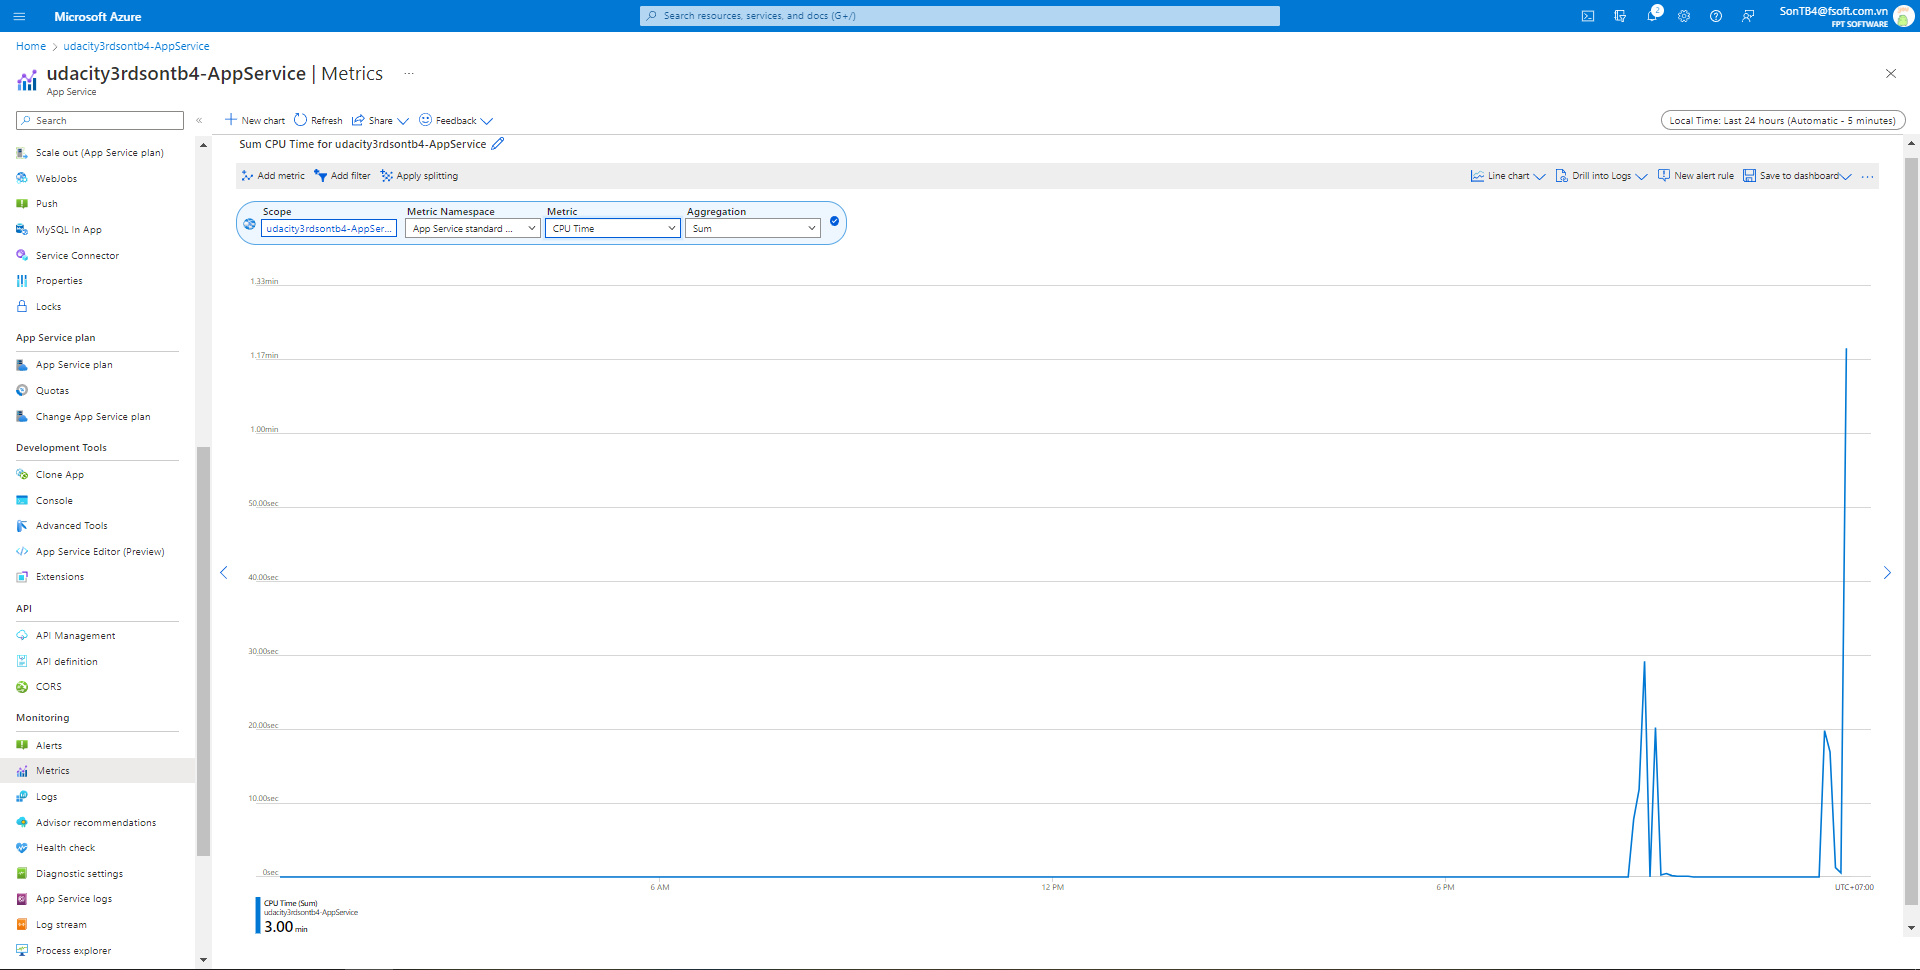 Microsoft Azure
Search resources, services, and docs (G+/)
2
SonTB4@fsoft.com.vn
FPT SOFTWARE
Home > udacity3rdsontb4-AppService
udacity3rdsontb4-AppService | Metrics ...
App Service
Search
«
New chart
Refresh
Share
Feedback
Local Time: Last 24 hours (Automatic - 5 minutes)
Scale out (App Service plan)
WebJobs
Push
MySQL In App
Service Connector
Properties
Locks
App Service plan
App Service plan
Quotas
Change App Service plan
Development Tools
Clone App
Console
Advanced Tools
App Service Editor (Preview)
Extensions
API
API Management
API definition
CORS
Monitoring
Alerts
Metrics
Logs
Advisor recommendations
Health check
Diagnostic settings
App Service logs
Log stream
Process explorer
Sum CPU Time for udacity3rdsontb4-AppService
Add metric
Add filter
Apply splitting
Line chart
Drill into Logs
New alert rule
Save to dashboard
...
Scope
udacity3rdsontb4-AppSer...
Metric Namespace
App Service standard ...
Metric
CPU Time
Aggregation
Sum
1.33min
1.17min
1.00min
50.00sec
40.00sec
30.00sec
20.00sec
10.00sec
0sec
6 AM
12 PM
6 PM
UTC+07:00
CPU Time (Sum)
udacity3rdsontb4-AppService
3.00 min